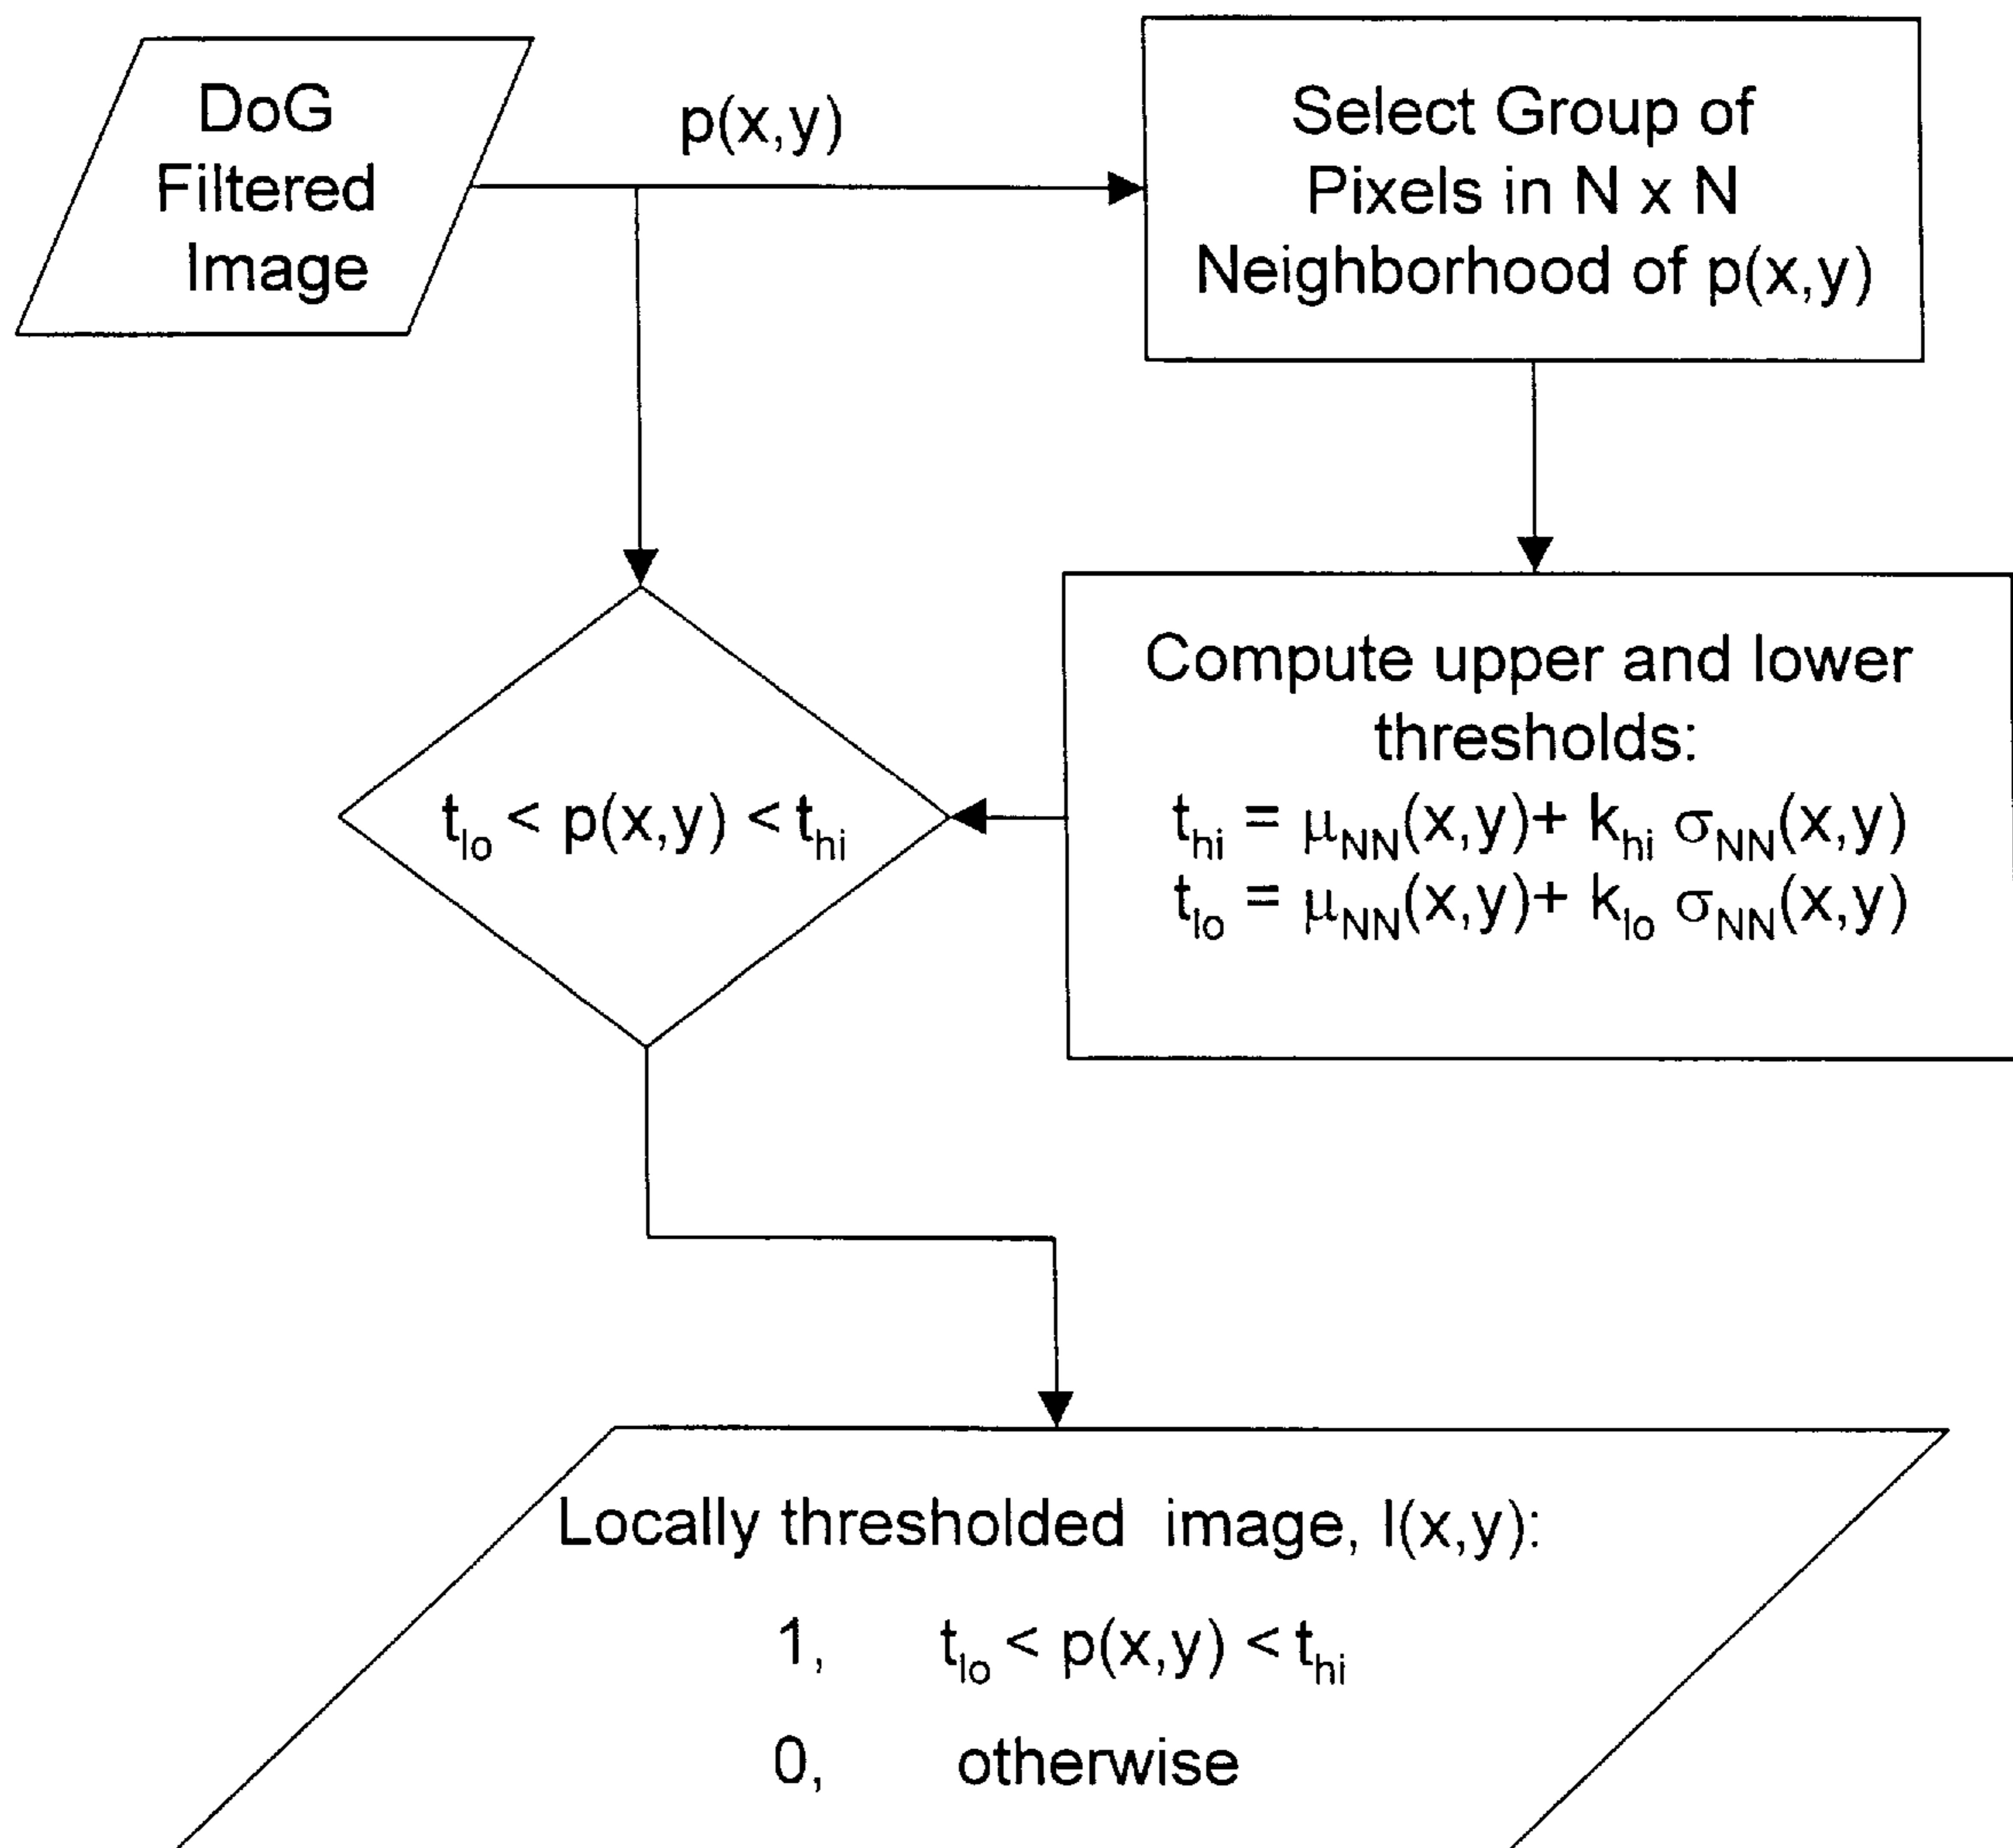 DoG
Filtered
Image
p(x,y)
Select Group of
Pixels in N x N
Neighborhood of p(x,y)
t_lo < p(x,y) < t_hi
Compute upper and lower
thresholds:
t_hi = μ_NN(x,y)+ k_hi σ_NN(x,y)
t_lo = μ_NN(x,y)+ k_lo σ_NN(x,y)
Locally thresholded image, I(x,y):
1, t_lo < p(x,y) < t_hi
0, otherwise